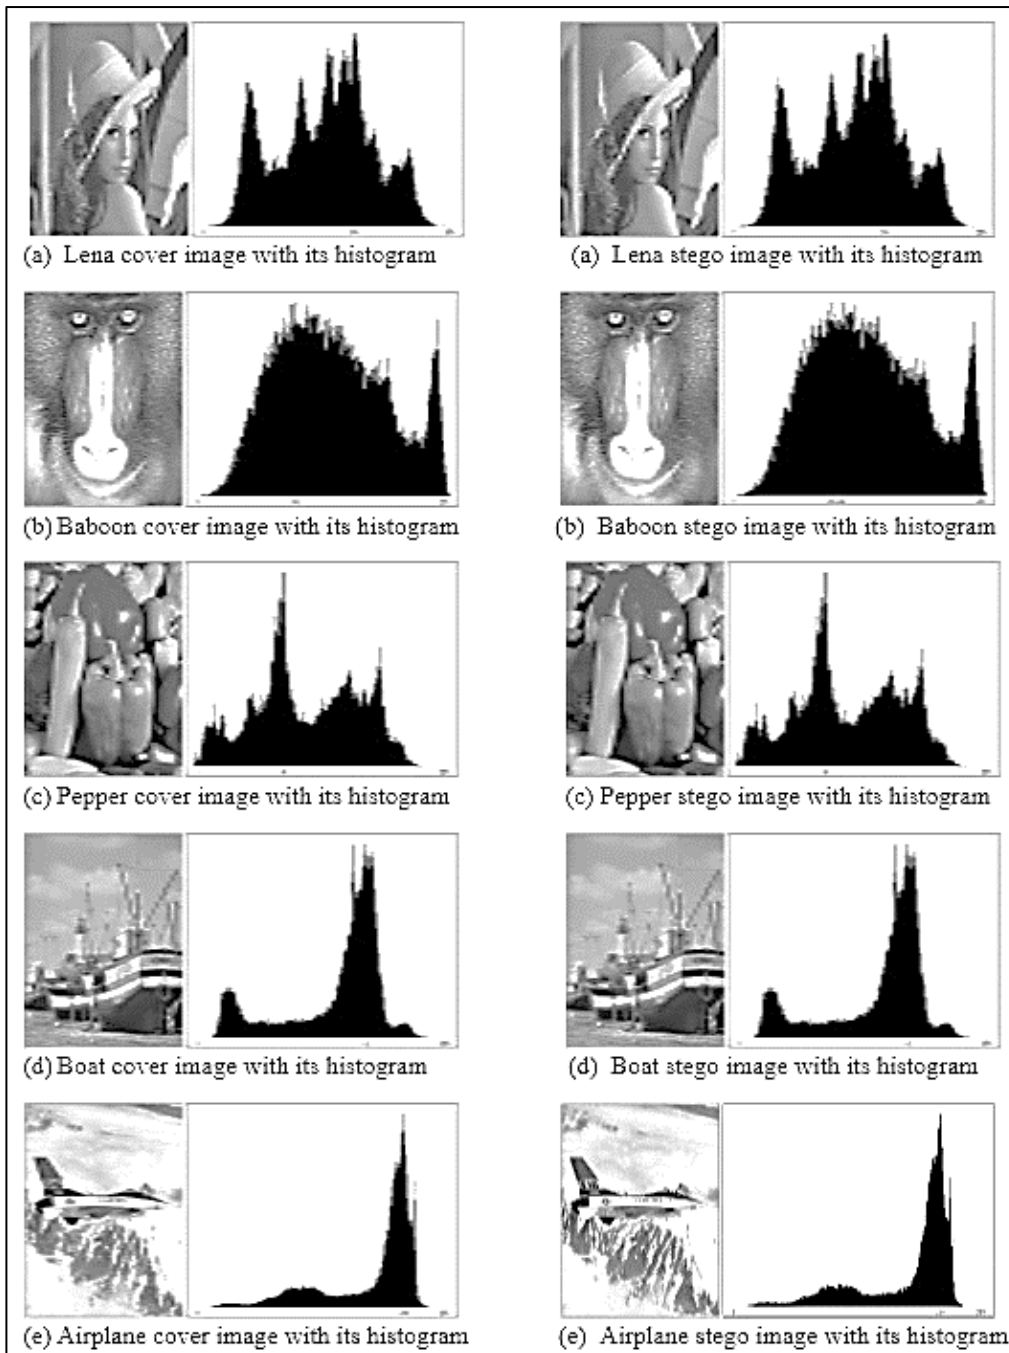 (a) Lena cover image with its histogram
(a) Lena stego image with its histogram
(b) Baboon cover image with its histogram
(b) Baboon stego image with its histogram
(c) Pepper cover image with its histogram
(c) Pepper stego image with its histogram
(d) Boat cover image with its histogram
(d) Boat stego image with its histogram
(e) Airplane cover image with its histogram
(e) Airplane stego image with its histogram